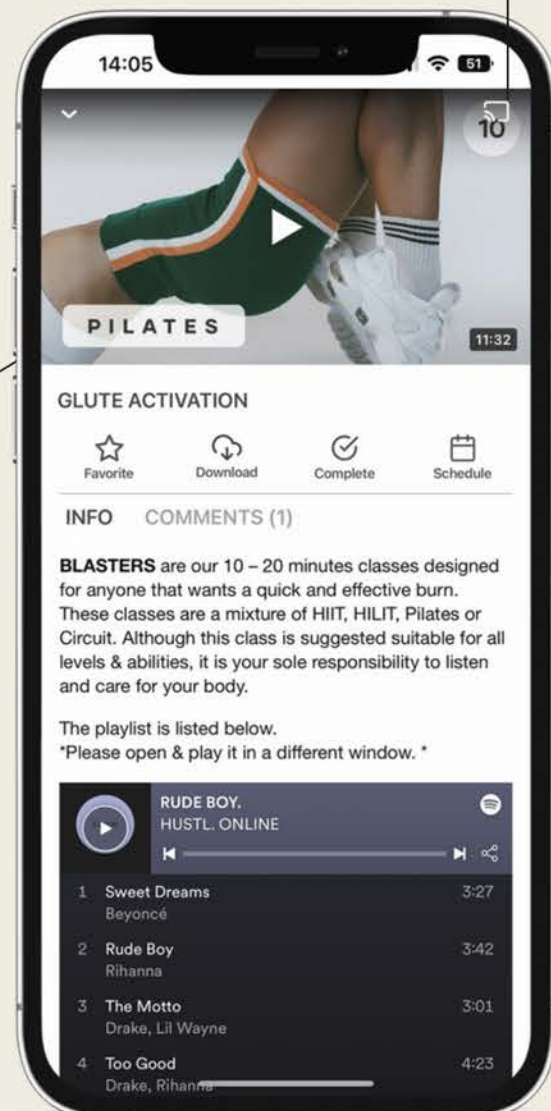 14:05
51
10
PILATES
11:32
GLUTE ACTIVATION
Favorite Download Complete Schedule
INFO COMMENTS (1)
BLASTERS are our 10 – 20 minutes classes designed
for anyone that wants a quick and effective burn.
These classes are a mixture of HIIT, HILIT, Pilates or
Circuit. Although this class is suggested suitable for all
levels & abilities, it is your sole responsibility to listen
and care for your body.
The playlist is listed below.
*Please open & play it in a different window. *
RUDE BOY.
HUSTL. ONLINE
1 Sweet Dreams 3:27
Beyoncé
2 Rude Boy 3:42
Rihanna
3 The Motto 3:01
Drake, Lil Wayne
4 Too Good 4:23
Drake, Rihanna